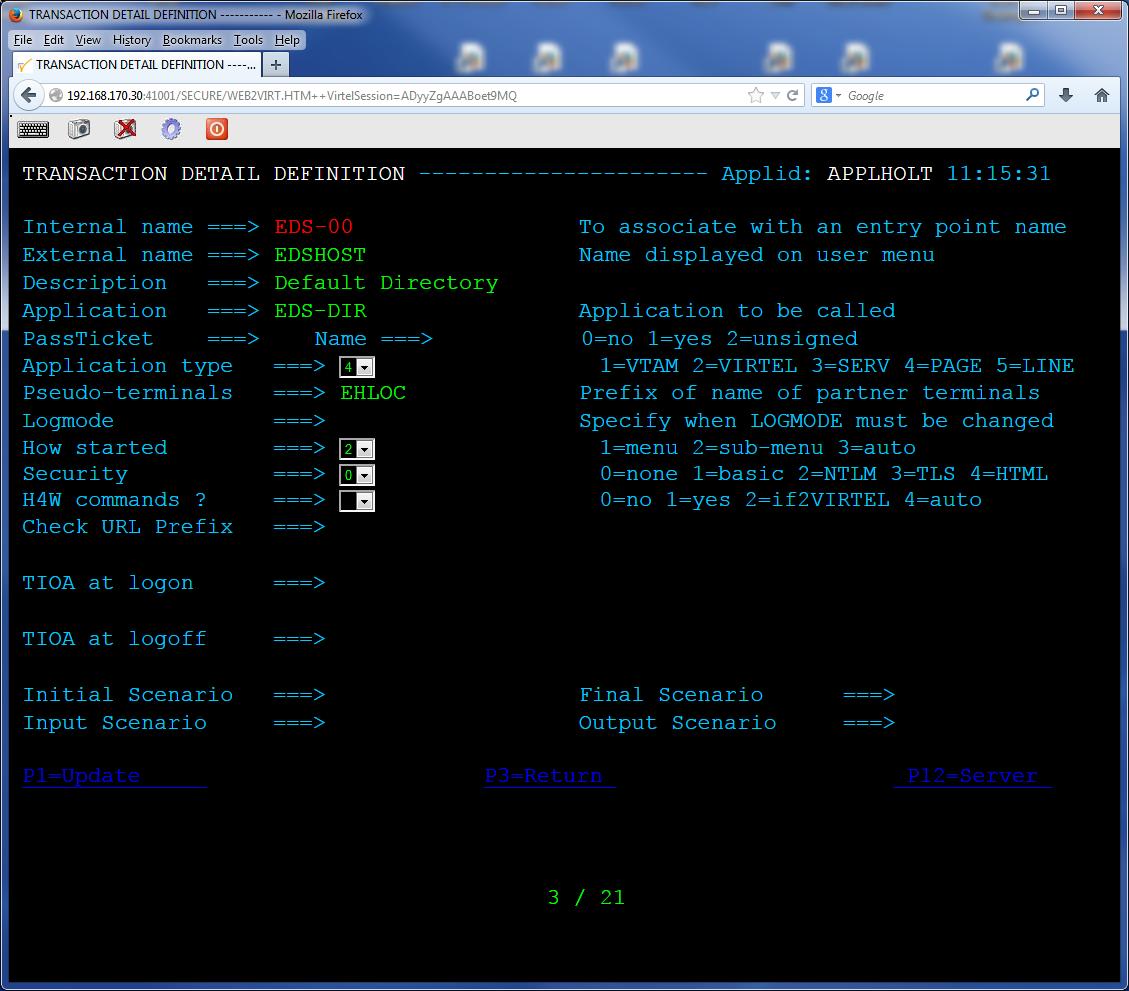 TRANSACTION DETAIL DEFINITION ----------- - Mozilla Firefox
File Edit View History Bookmarks Tools Help
TRANSACTION DETAIL DEFINITION ----... +
192.168.170.30:41001/SECURE/WEB2VIRT.HTM++VirtelSession=ADyyZgAAABoet9MQ 8 Google
TRANSACTION DETAIL DEFINITION ---------------------- Applid: APPLHOLT 11:15:31
Internal name ===> EDS-00 To associate with an entry point name
External name ===> EDSHOST Name displayed on user menu
Description ===> Default Directory
Application ===> EDS-DIR Application to be called
PassTicket ===> Name ===> 0=no 1=yes 2=unsigned
Application type ===> 4 1=VTAM 2=VIRTEL 3=SERV 4=PAGE 5=LINE
Pseudo-terminals ===> EHLOC Prefix of name of partner terminals
Logmode ===> Specify when LOGMODE must be changed
How started ===> 2 1=menu 2=sub-menu 3=auto
Security ===> 0 0=none 1=basic 2=NTLM 3=TLS 4=HTML
H4W commands ? ===> 0=no 1=yes 2=if2VIRTEL 4=auto
Check URL Prefix ===>
TIOA at logon ===>
TIOA at logoff ===>
Initial Scenario ===> Final Scenario ===>
Input Scenario ===> Output Scenario ===>
P1=Update P3=Return P12=Server
3 / 21